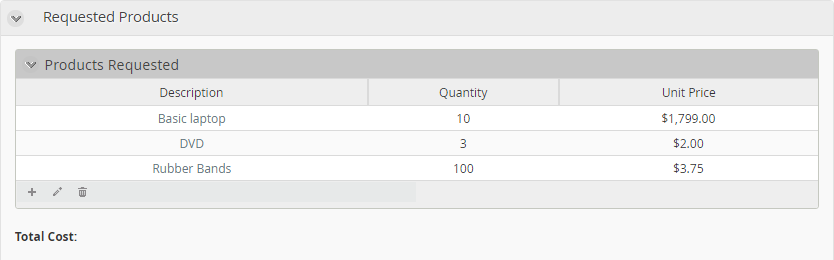 Requested Products
Products Requested
Description Quantity Unit Price
Basic laptop 10 $1,799.00
DVD 3 $2.00
Rubber Bands 100 $3.75
Total Cost: